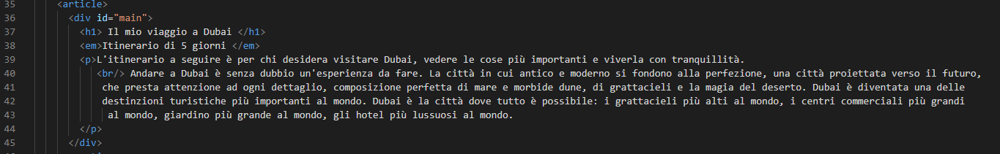 35 <article>
36 <div id="main">
37 <h1> Il mio viaggio a Dubai </h1>
38 <em>Itinerario di 5 giorni </em>
39 <p>L'itinerario a seguire è per chi desidera visitare Dubai, vedere le cose più importanti e viverla con tranquillità.
40 <br/> Andare a Dubai è senza dubbio un'esperienza da fare. La città in cui antico e moderno si fondono alla perfezione, una città proiettata verso il futuro,
41 che presta attenzione ad ogni dettaglio, composizione perfetta di mare e morbide dune, di grattacieli e la magia del deserto. Dubai è diventata una delle
42 destinzioni turistiche più importanti al mondo. Dubai è la città dove tutto è possibile: i grattacieli più alti al mondo, i centri commerciali più grandi
43 al mondo, giardino più grande al mondo, gli hotel più lussuosi al mondo.
44 </p>
45 </div>